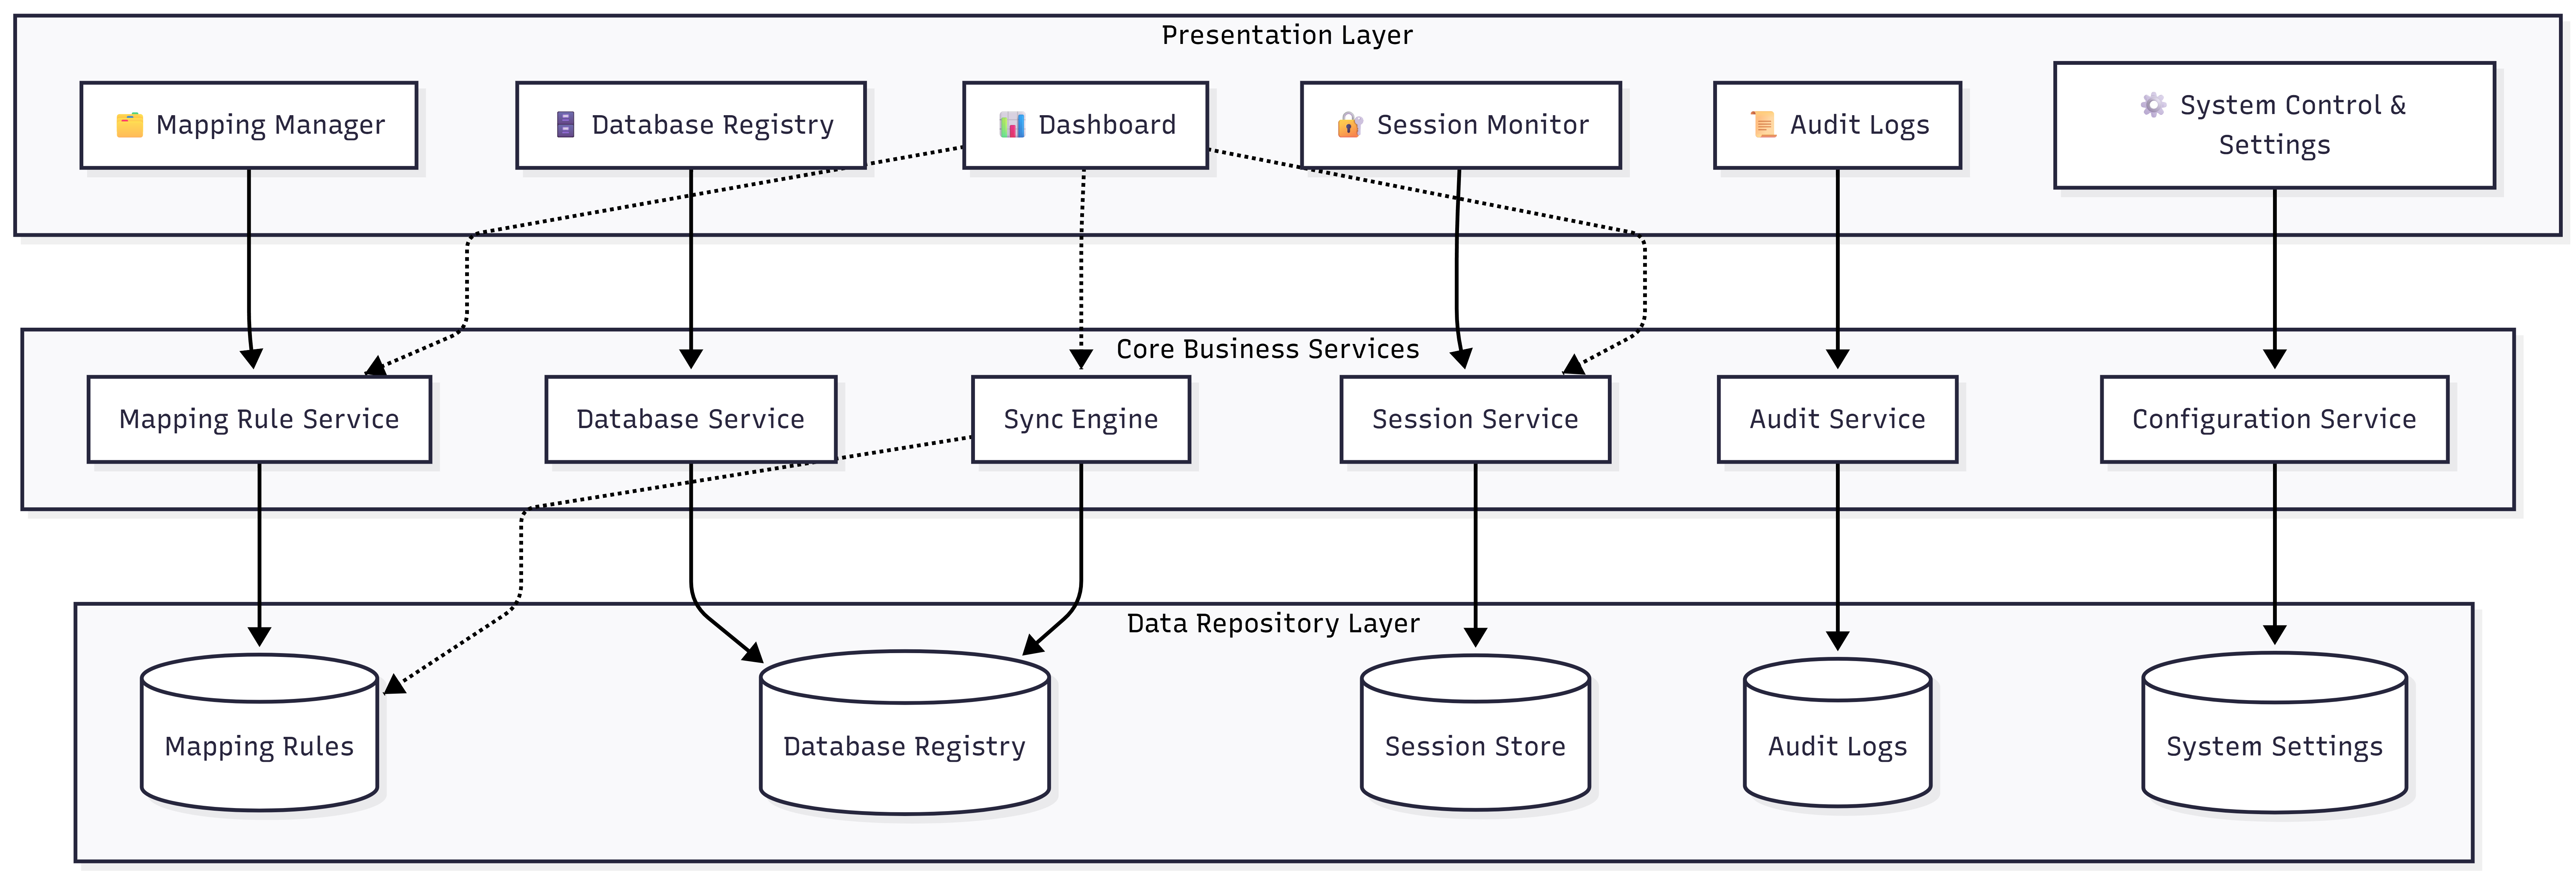 Presentation Layer
Mapping Manager
Database Registry
Dashboard
Session Monitor
Audit Logs
System Control &
Settings
Core Business Services
Mapping Rule Service
Database Service
Sync Engine
Session Service
Audit Service
Configuration Service
Data Repository Layer
Mapping Rules
Database Registry
Session Store
Audit Logs
System Settings